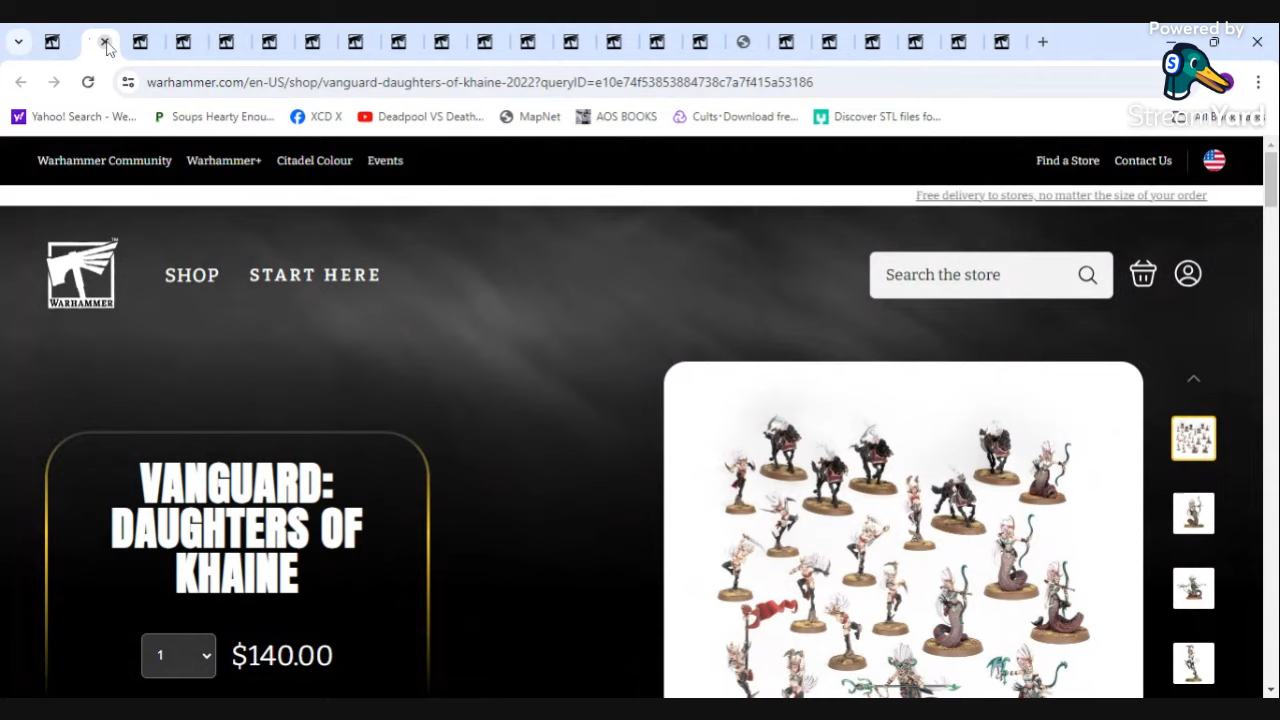 Powered by
warhammer.com/en-US/shop/vanguard-daughters-of-khaine-2022?queryID=e10e74f53853884738c7a7f415a53186
Yahoo! Search - We...
Soups Hearty Enou...
XCD X
Deadpool VS Death...
MapNet
AOS BOOKS
Cults · Download fre...
Discover STL files fo...
StreamYard
Warhammer Community
Warhammer+
Citadel Colour
Events
Find a Store
Contact Us
Free delivery to stores, no matter the size of your order
WARHAMMER
SHOP
START HERE
Search the store
VANGUARD:
DAUGHTERS OF
KHAINE
1
$140.00